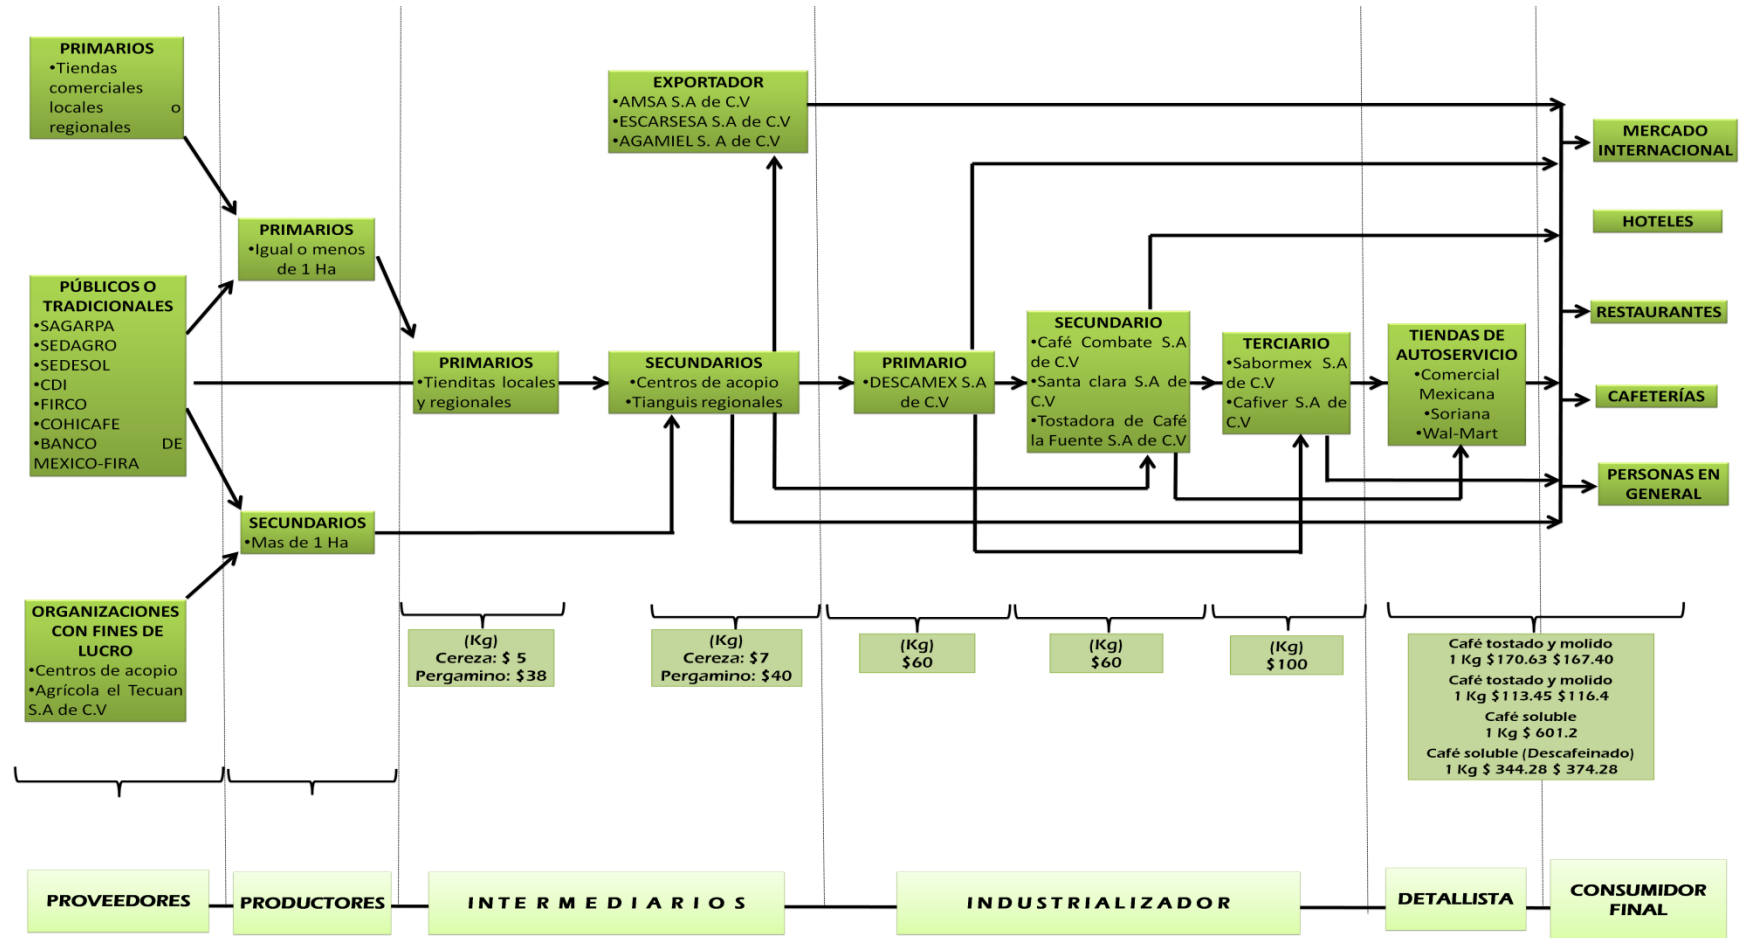 PRIMARIOS
•Tiendas
comerciales
locales o
regionales
PÚBLICOS O
TRADICIONALES
•SAGARPA
•SEDAGRO
•SEDESOL
•CDI
•FIRCO
•COHICAFE
•BANCO DE
MEXICO-FIRA
ORGANIZACIONES
CON FINES DE
LUCRO
•Centros de acopio
•Agrícola el Tecuan
S.A de C.V
PRIMARIOS
•Igual o menos
de 1 Ha
SECUNDARIOS
•Mas de 1 Ha
PRIMARIOS
•Tienditas locales
y regionales
EXPORTADOR
•AMSA S.A de C.V
•ESCARSESA S.A de C.V
•AGAMIEL S. A de C.V
SECUNDARIOS
•Centros de acopio
•Tianguis regionales
PRIMARIO
•DESCAMEX S.A
de C.V
SECUNDARIO
•Café Combate S.A
de C.V
•Santa clara S.A de
C.V
•Tostadora de Café
la Fuente S.A de C.V
TERCIARIO
•Sabormex S.A
de C.V
•Cafiver S.A de
C.V
TIENDAS DE
AUTOSERVICIO
•Comercial
Mexicana
•Soriana
•Wal-Mart
MERCADO
INTERNACIONAL
HOTELES
RESTAURANTES
CAFETERÍAS
PERSONAS EN
GENERAL
(Kg)
Cereza: $ 5
Pergamino: $38
(Kg)
Cereza: $7
Pergamino: $40
(Kg)
$60
(Kg)
$60
(Kg)
$100
Café tostado y molido
1 Kg $170.63 $167.40
Café tostado y molido
1 Kg $113.45 $116.4
Café soluble
1 Kg $ 601.2
Café soluble (Descafeinado)
1 Kg $ 344.28 $ 374.28
PROVEEDORES
PRODUCTORES
INTERMEDIARIOS
INDUSTRIALIZADOR
DETALLISTA
CONSUMIDOR
FINAL